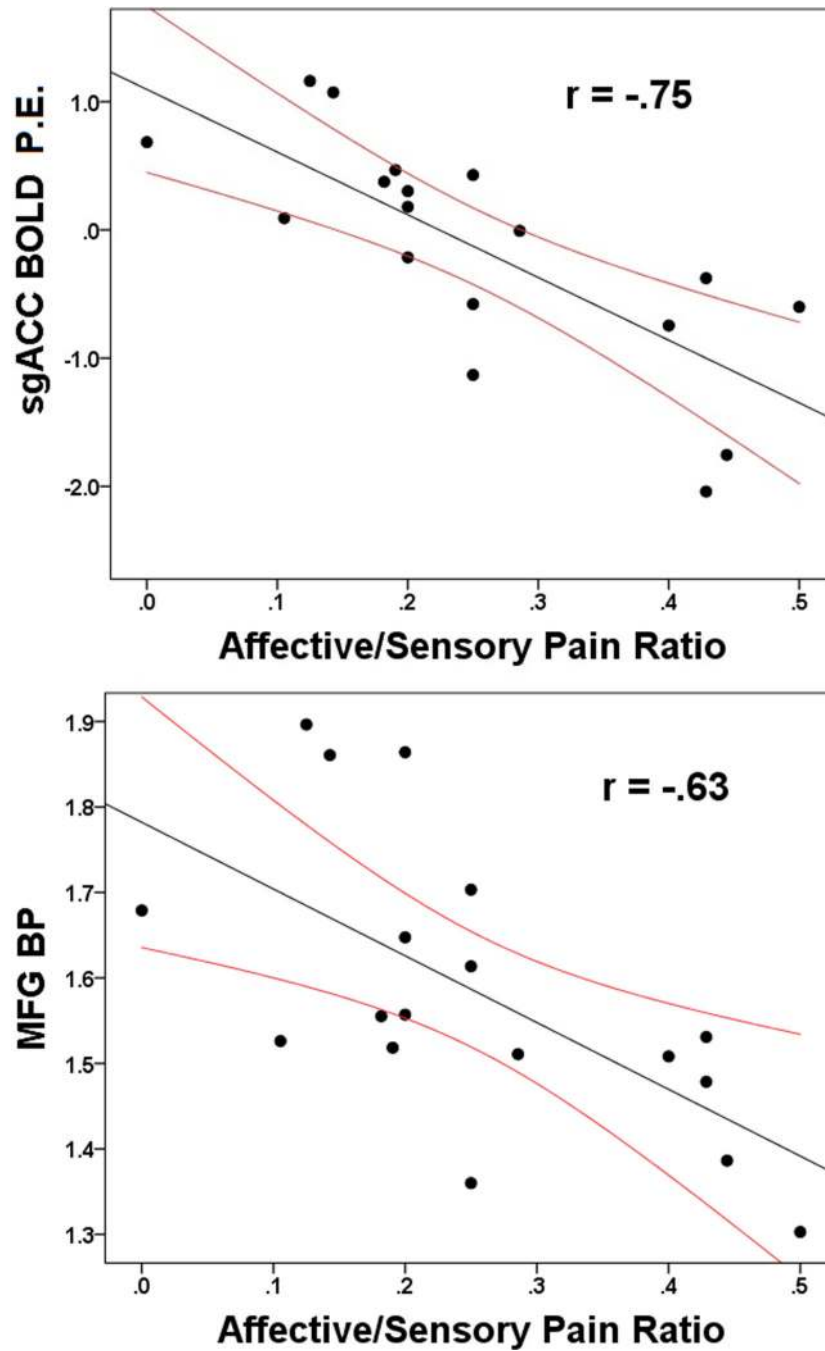 sgACC BOLD P.E.
1.0
.0
-1.0
-2.0
r = -.75
.0 .1 .2 .3 .4 .5
Affective/Sensory Pain Ratio
MFG BP
1.9
1.8
1.7
1.6
1.5
1.4
1.3
r = -.63
.0 .1 .2 .3 .4 .5
Affective/Sensory Pain Ratio